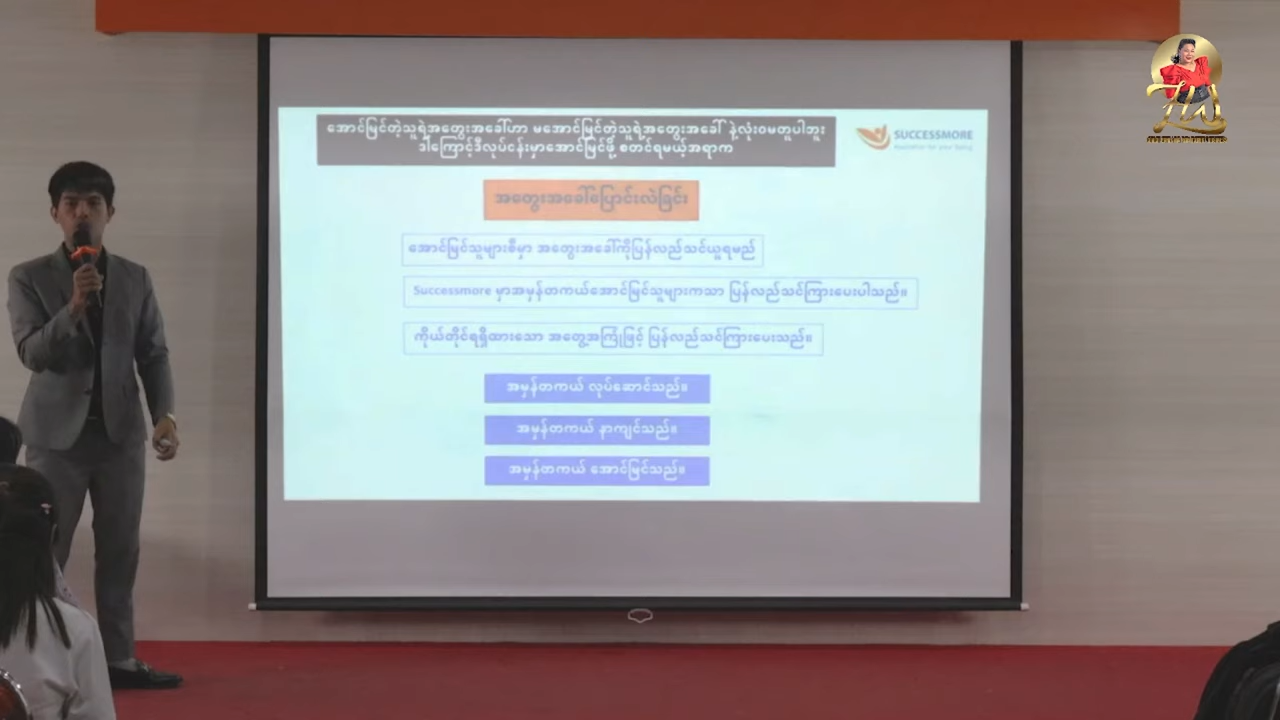 အောင်မြင်တဲ့သူရဲ့အတွေးအခေါ်ဟာ မအောင်မြင်တဲ့သူရဲ့အတွေးအခေါ် နဲ့လုံးဝမတူပါဘူး
ဒါကြောင့်ဒီလုပ်ငန်းမှာအောင်မြင်ဖို့ စတင်ရမယ့်အရာက
SUCCESSMORE
အတွေးအခေါ်ပြောင်းလဲခြင်း
အောင်မြင်သူများစီမှာ အတွေးအခေါ်ကိုပြန်လည်သင်ယူရမည်
Successmore မှာအမှန်တကယ်အောင်မြင်သူများကသာ ပြန်လည်သင်ကြားပေးပါသည်။
ကိုယ်တိုင်ရရှိထားသော အတွေ့အကြုံဖြင့် ပြန်လည်သင်ကြားပေးသည်။
အမှန်တကယ် လုပ်ဆောင်သည်။
အမှန်တကယ် နာကျင်သည်။
အမှန်တကယ် အောင်မြင်သည်။